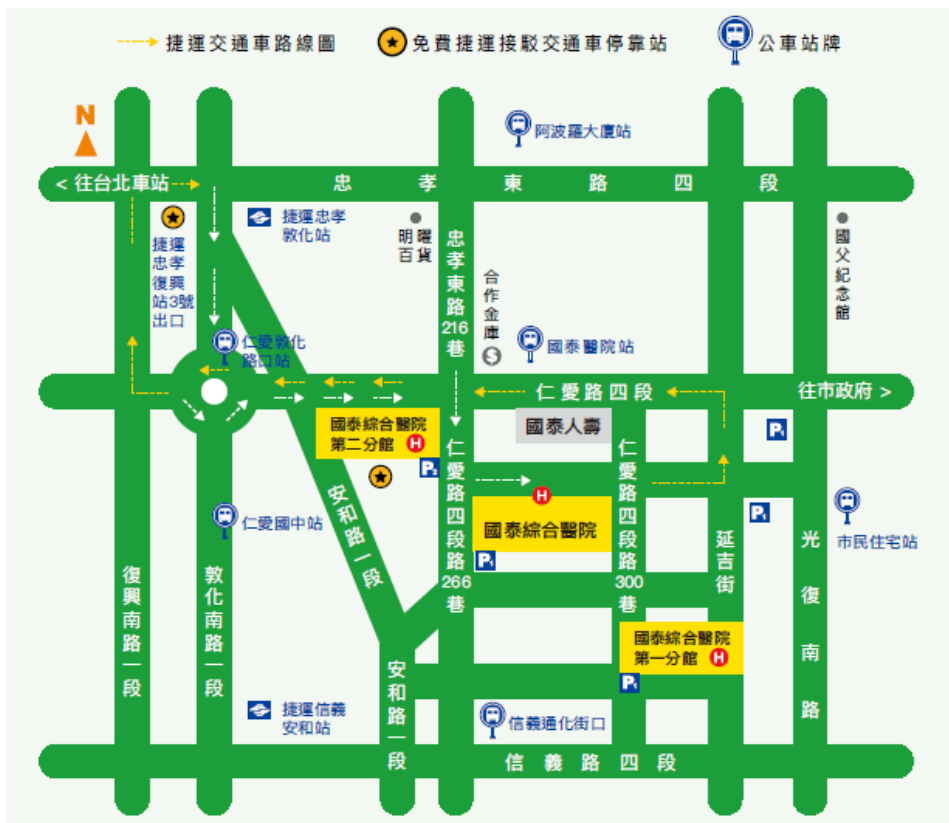 捷運交通車路線圖
免費捷運接駁交通車停靠站
公車站牌
N
阿波羅大廈站
< 往台北車站
忠孝東路四段
捷運
忠孝
復興
站3號
出口
捷運忠孝
敦化站
明曜
百貨
忠孝東路216巷
合作金庫
$
國父紀念館
仁愛敦化
路口站
國泰醫院站
仁愛路四段
往市政府 >
國泰綜合醫院
第二分館 H
國泰人壽
P1
P2
仁愛路四段路266巷
H
國泰綜合醫院
P1
仁愛路四段路300巷
P1
市民住宅站
仁愛國中站
安和路一段
延吉街
光復南路
復興南路一段
敦化南路一段
國泰綜合醫院
第一分館 H
P1
安和路一段
捷運信義
安和站
信義通化街口
信義路四段